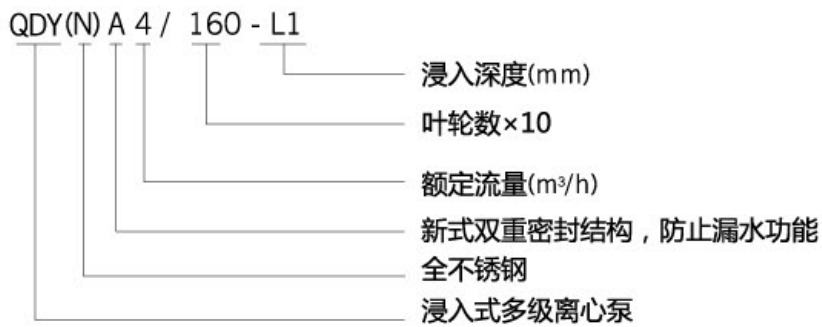 QDY(N) A 4 / 160 - L1
浸入深度(mm)
叶轮数×10
额定流量(m³/h)
新式双重密封结构，防止漏水功能
全不锈钢
浸入式多级离心泵